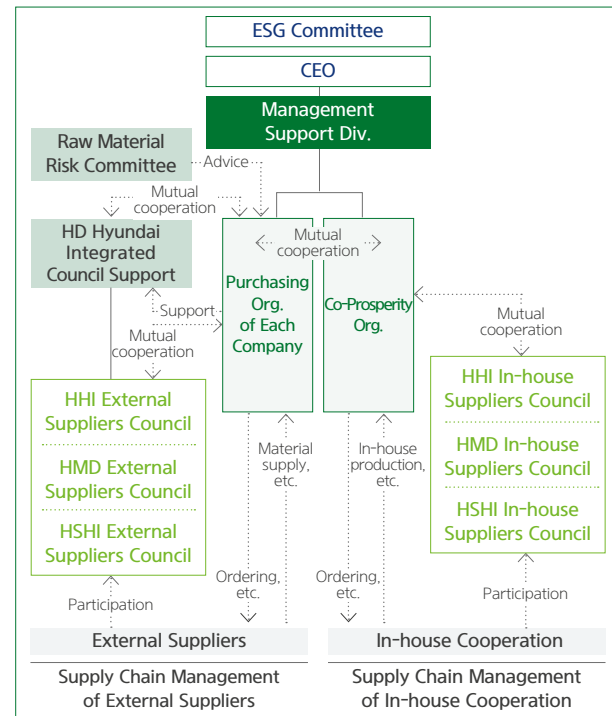 ESG Committee
CEO
Management
Support Div.
Raw Material
Risk Committee
Advice
Mutual
cooperation
HD Hyundai
Integrated
Council Support
Mutual
cooperation
Purchasing
Org.
of Each
Company
Co-Prosperity
Org.
Support
Mutual
cooperation
Mutual
cooperation
HHI External
Suppliers Council
HMD External
Suppliers Council
HSHI External
Suppliers Council
HHI In-house
Suppliers Council
HMD In-house
Suppliers Council
HSHI In-house
Suppliers Council
Material
supply,
etc.
In-house
production,
etc.
Ordering,
etc.
Ordering,
etc.
Participation
Participation
External Suppliers
In-house Cooperation
Supply Chain Management
of External Suppliers
Supply Chain Management
of In-house Cooperation